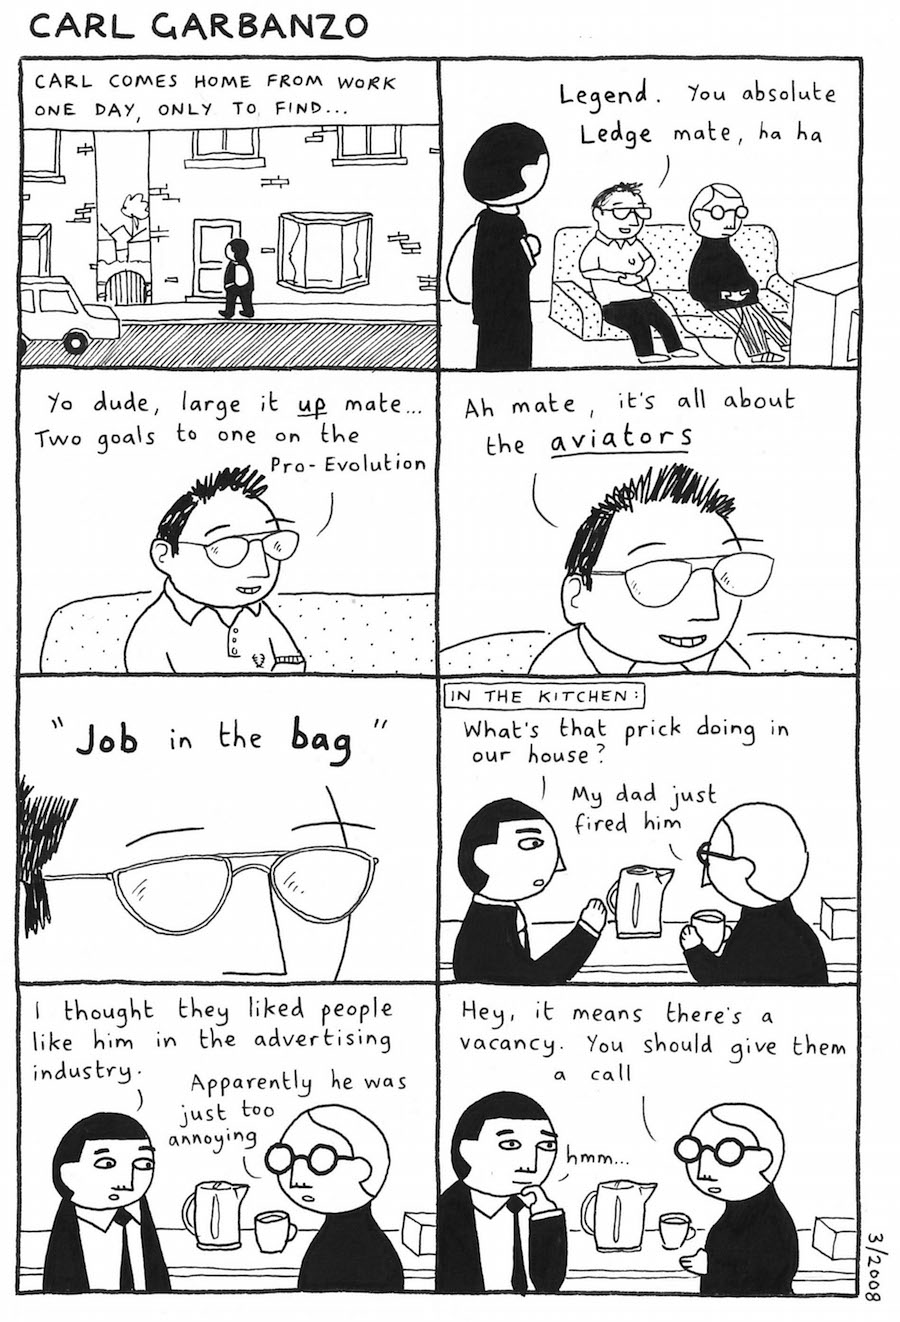 CARL GARBANZO
CARL COMES HOME FROM WORK
ONE DAY, ONLY TO FIND...
Legend. You absolute
Ledge mate, ha ha
Yo dude, large it up mate...
Two goals to one on the
Pro-Evolution
Ah mate, it's all about
the aviators
"Job in the bag"
IN THE KITCHEN:
What's that prick doing in
our house?
My dad just
fired him
I thought they liked people
like him in the advertising
industry.
Apparently he was
just too
annoying
Hey, it means there's a
vacancy. You should give them
a call
hmm...
3/2008